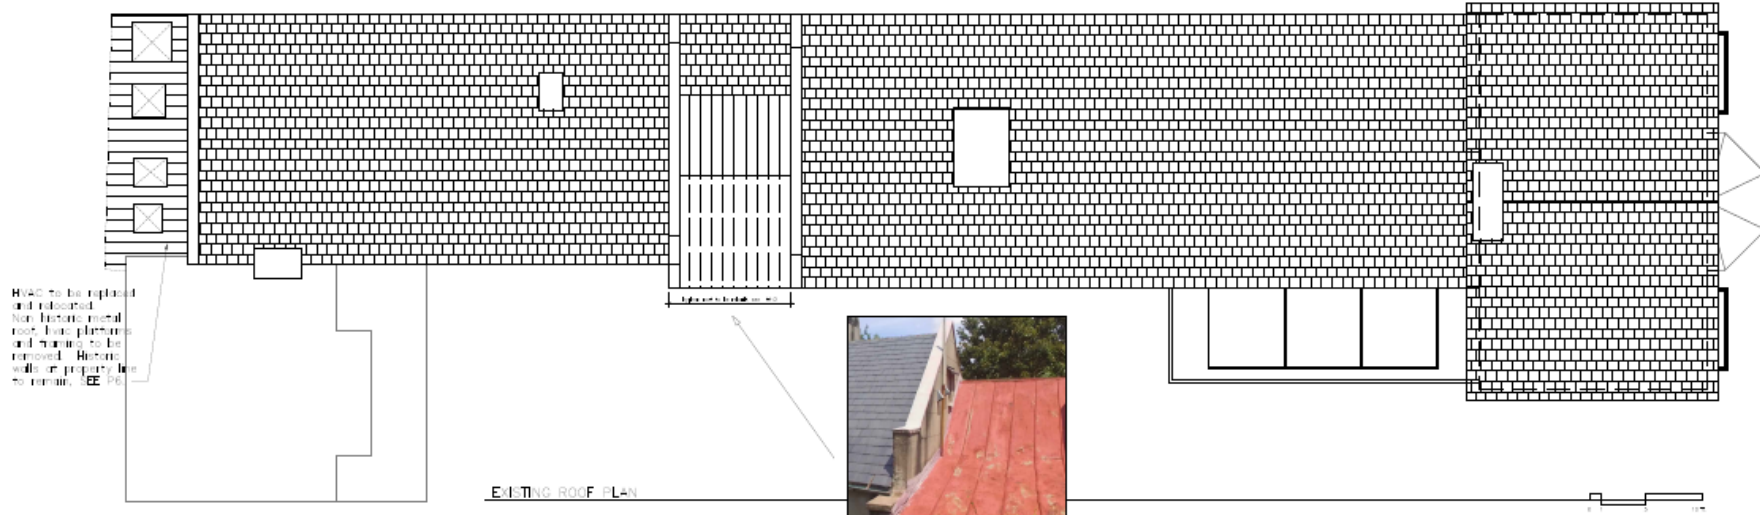 HVAC to be replaced
and relocated.
Non historic metal
roof, hvac platforms
and framing to be
removed. Historic
walls at property line
to remain, SEE P6.
EXISTING ROOF PLAN